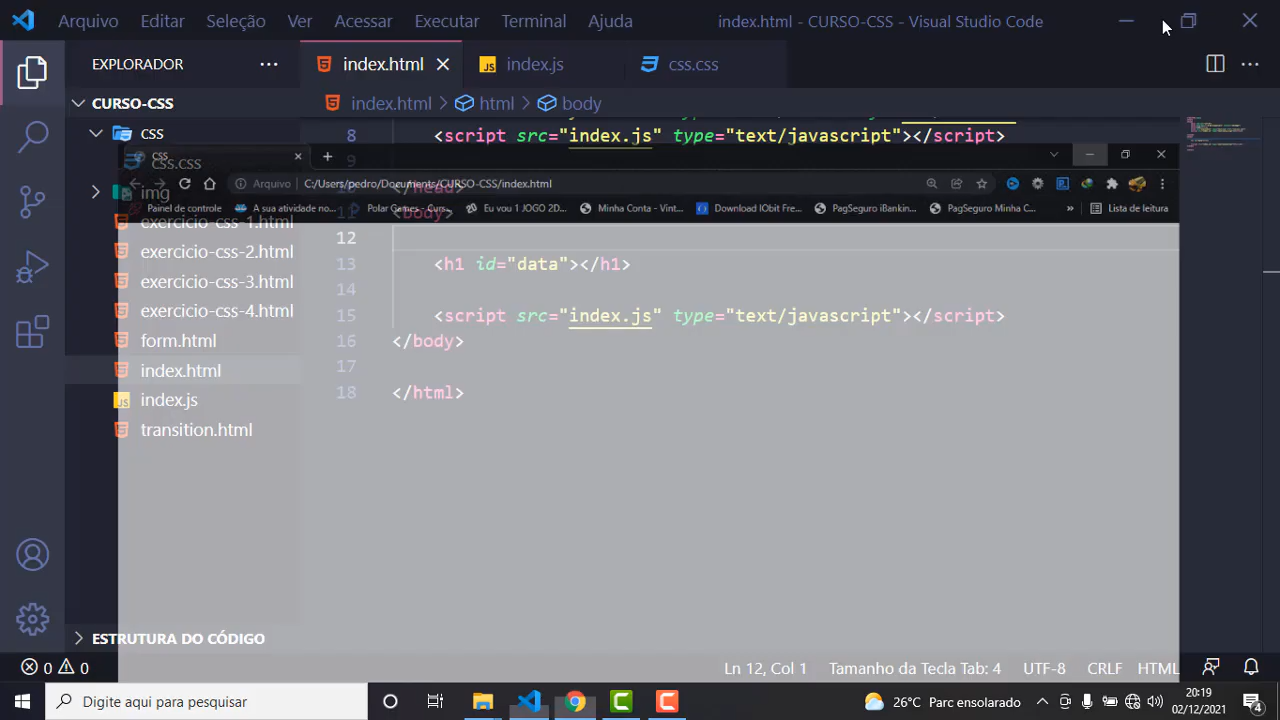 Arquivo Editar Seleção Ver Acessar Executar Terminal Ajuda index.html - CURSO-CSS - Visual Studio Code
EXPLORADOR ··· index.html index.js css.css ···
CURSO-CSS index.html html body
css
css.css
img
exercicio-css-1.html
exercicio-css-2.html
exercicio-css-3.html
exercicio-css-4.html
form.html
index.html
index.js
transition.html
ESTRUTURA DO CÓDIGO
8 <script src="index.js" type="text/javascript"></script>
9
</head>
<body>
12
13 <h1 id="data"></h1>
14
15 <script src="index.js" type="text/javascript"></script>
16 </body>
17
18 </html>
CSS
Arquivo C:/Users/pedro/Documents/CURSO-CSS/index.html
Painel de controle A sua atividade no... Polar Games - Curs... Eu vou 1 JOGO 2D... Minha Conta - Vint... Download IObit Fre... PagSeguro iBankin... PagSeguro Minha C... » Lista de leitura
0 0 Ln 12, Col 1 Tamanho da Tecla Tab: 4 UTF-8 CRLF HTML
Digite aqui para pesquisar 26°C Parc ensolarado 20:19
02/12/2021
4